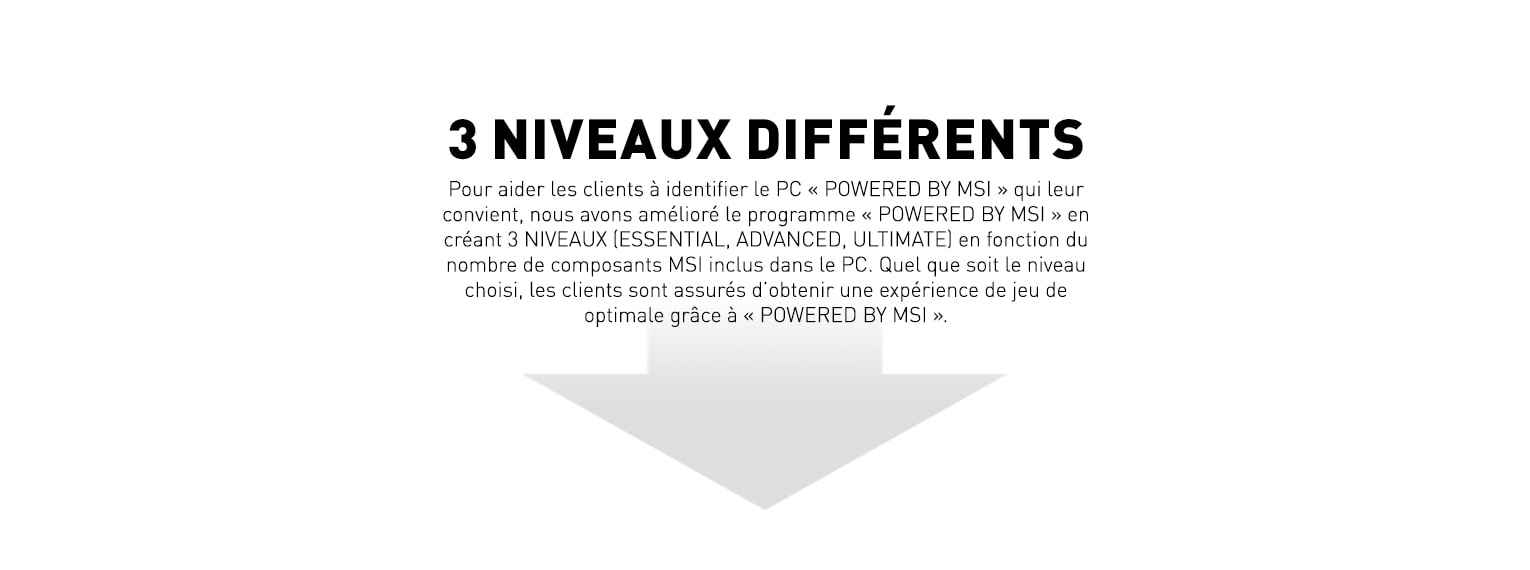 3 NIVEAUX DIFFÉRENTS
Pour aider les clients à identifier le PC « POWERED BY MSI » qui leur
convient, nous avons amélioré le programme « POWERED BY MSI » en
créant 3 NIVEAUX (ESSENTIAL, ADVANCED, ULTIMATE) en fonction du
nombre de composants MSI inclus dans le PC. Quel que soit le niveau
choisi, les clients sont assurés d'obtenir une expérience de jeu de
optimale grâce à « POWERED BY MSI ».